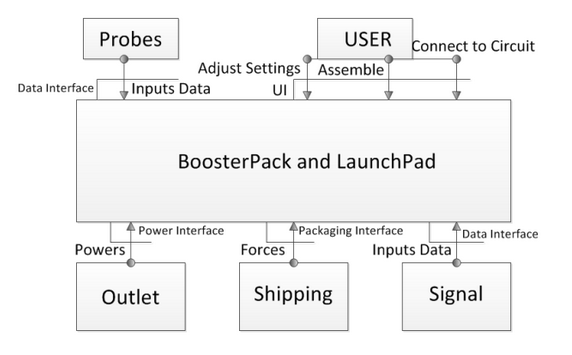 Probes
USER
Connect to Circuit
Adjust Settings
Assemble
Data Interface
Inputs Data
UI
BoosterPack and LaunchPad
Power Interface
Packaging Interface
Data Interface
Powers
Forces
Inputs Data
Outlet
Shipping
Signal